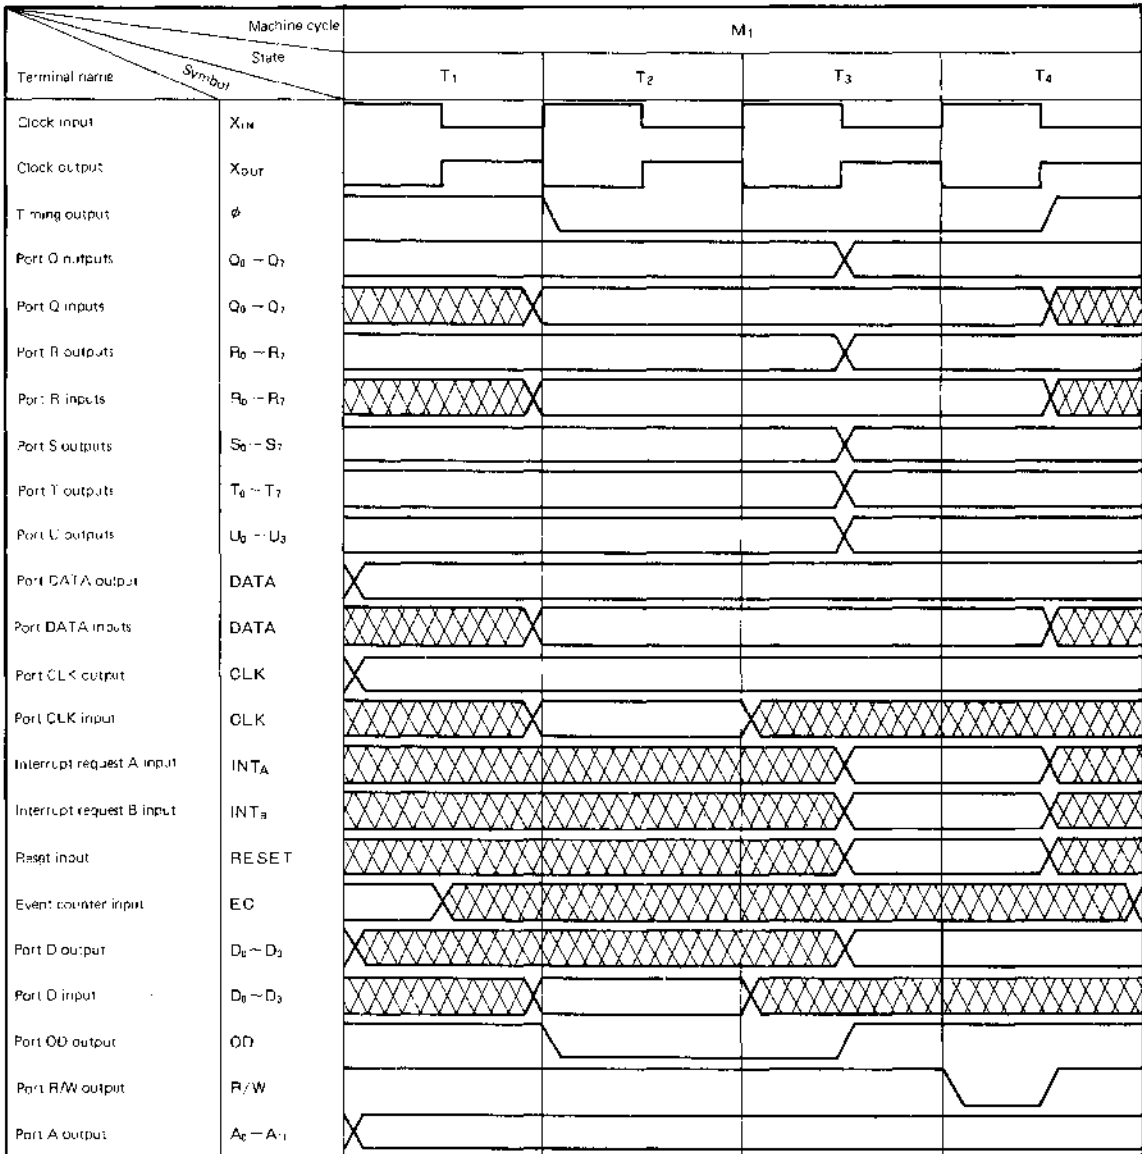 Machine cycle M₁
State
Symbol
Terminal name T₁ T₂ T₃ T₄
Clock input X_IN
Clock output X_OUT
Timing output φ
Port Q outputs Q₀~Q₇
Port Q inputs Q₀~Q₇
Port R outputs R₀~R₇
Port R inputs R₀~R₇
Port S outputs S₀~S₇
Port T outputs T₀~T₇
Port U outputs U₀~U₃
Port DATA output DATA
Port DATA inputs DATA
Port CLK output CLK
Port CLK input CLK
Interrupt request A input INT_A
Interrupt request B input INT_B
Reset input RESET
Event counter input EC
Port D output D₀~D₃
Port D input D₀~D₃
Port OD output OD
Port R/W output R/W
Port A output